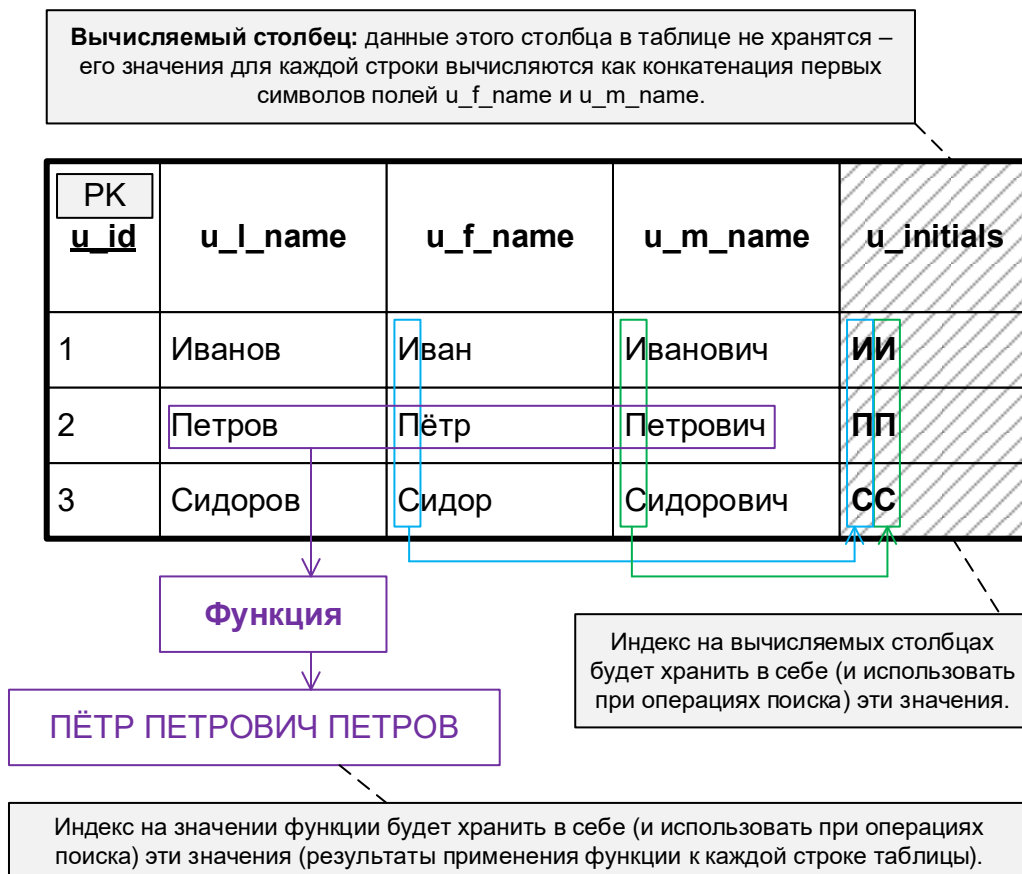 Вычисляемый столбец: данные этого столбца в таблице не хранятся –
его значения для каждой строки вычисляются как конкатенация первых
символов полей u_f_name и u_m_name.
PK
u_id u_l_name u_f_name u_m_name u_initials
1 Иванов Иван Иванович ИИ
2 Петров Пётр Петрович ПП
3 Сидоров Сидор Сидорович СС
Функция
Индекс на вычисляемых столбцах
будет хранить в себе (и использовать
при операциях поиска) эти значения.
ПЁТР ПЕТРОВИЧ ПЕТРОВ
Индекс на значении функции будет хранить в себе (и использовать при операциях
поиска) эти значения (результаты применения функции к каждой строке таблицы).